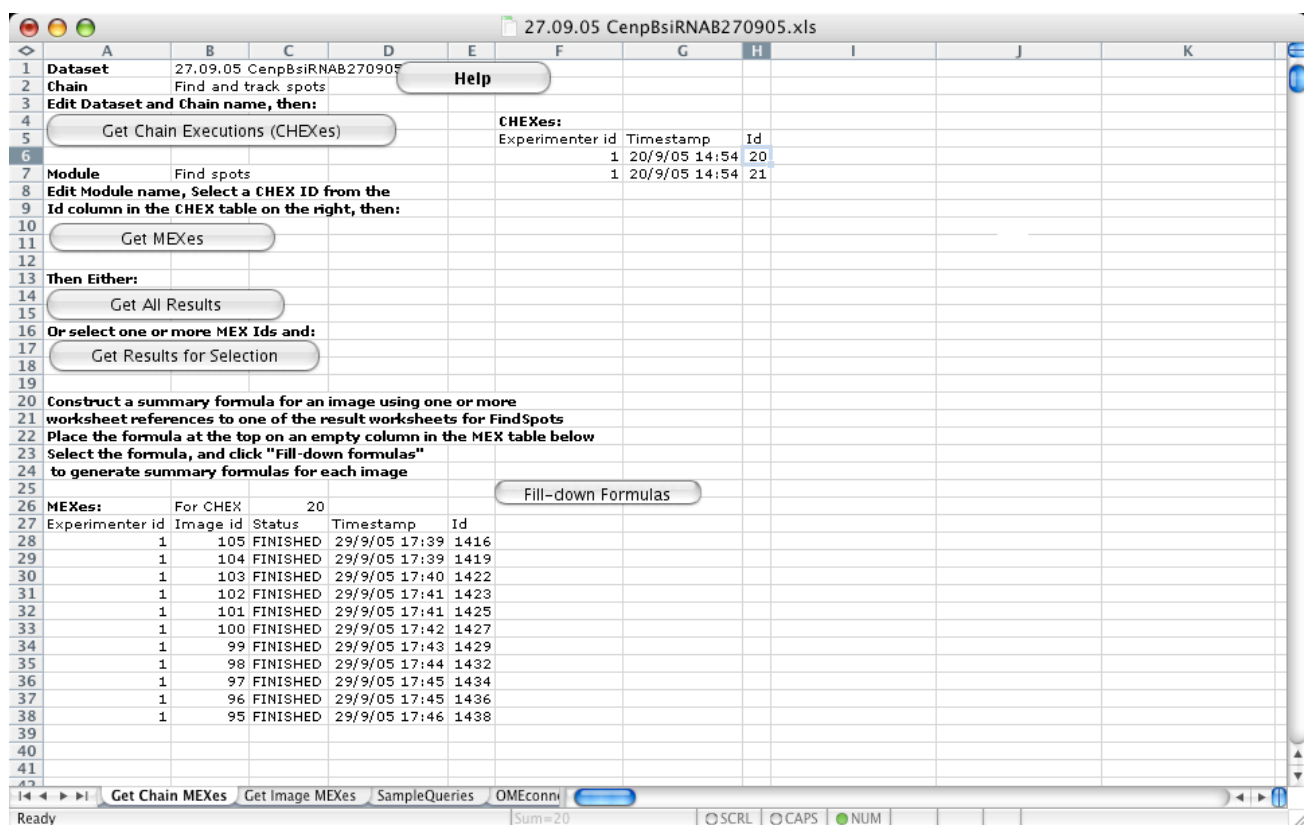 27.09.05 CenpBsiRNAB270905.xls
A B C D E F G H I J K
1 Dataset 27.09.05 CenpBsiRNAB270905 Help
2 Chain Find and track spots
3 Edit Dataset and Chain name, then:
4 Get Chain Executions (CHEXes) CHEXes:
5 Experimenter id Timestamp Id
6 1 20/9/05 14:54 20
7 Module Find spots 1 20/9/05 14:54 21
8 Edit Module name, Select a CHEX ID from the
9 Id column in the CHEX table on the right, then:
10 Get MEXes
11
12
13 Then Either:
14 Get All Results
15
16 Or select one or more MEX Ids and:
17 Get Results for Selection
18
19
20 Construct a summary formula for an image using one or more
21 worksheet references to one of the result worksheets for FindSpots
22 Place the formula at the top on an empty column in the MEX table below
23 Select the formula, and click "Fill-down formulas"
24 to generate summary formulas for each image
25 Fill-down Formulas
26 MEXes: For CHEX 20
27 Experimenter id Image id Status Timestamp Id
28 1 105 FINISHED 29/9/05 17:39 1416
29 1 104 FINISHED 29/9/05 17:39 1419
30 1 103 FINISHED 29/9/05 17:40 1422
31 1 102 FINISHED 29/9/05 17:41 1423
32 1 101 FINISHED 29/9/05 17:41 1425
33 1 100 FINISHED 29/9/05 17:42 1427
34 1 99 FINISHED 29/9/05 17:43 1429
35 1 98 FINISHED 29/9/05 17:44 1432
36 1 97 FINISHED 29/9/05 17:45 1434
37 1 96 FINISHED 29/9/05 17:45 1436
38 1 95 FINISHED 29/9/05 17:46 1438
39
40
41
42
Get Chain MEXes Get Image MEXes SampleQueries OMEconn
Ready Sum=20 SCRL CAPS NUM